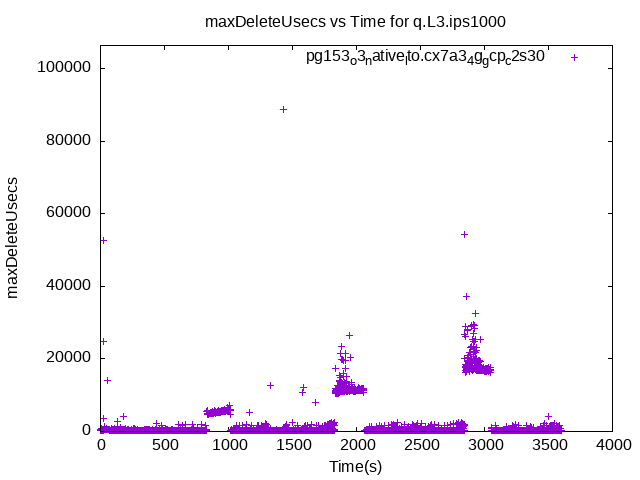 maxDeleteUsecs vs Time for q.L3.ips1000
pg153_o3_native_lto.cx7a3_4g_gcp_c2s30
100000
80000
60000
40000
20000
0
maxDeleteUsecs
0 500 1000 1500 2000 2500 3000 3500 4000
Time(s)